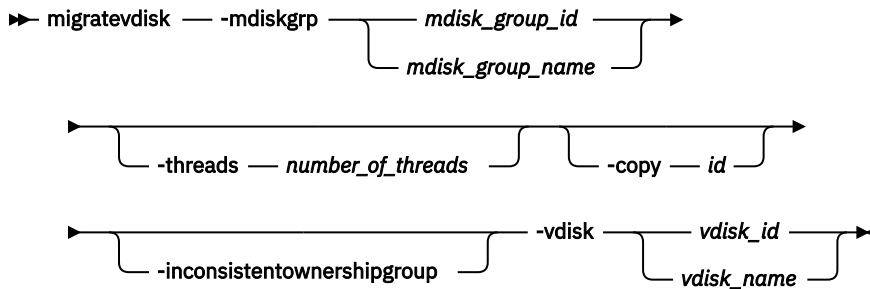 migratevdisk -mdiskgrp mdisk_group_id
mdisk_group_name
-threads number_of_threads -copy id
-vdisk vdisk_id
-inconsistentownershipgroup vdisk_name